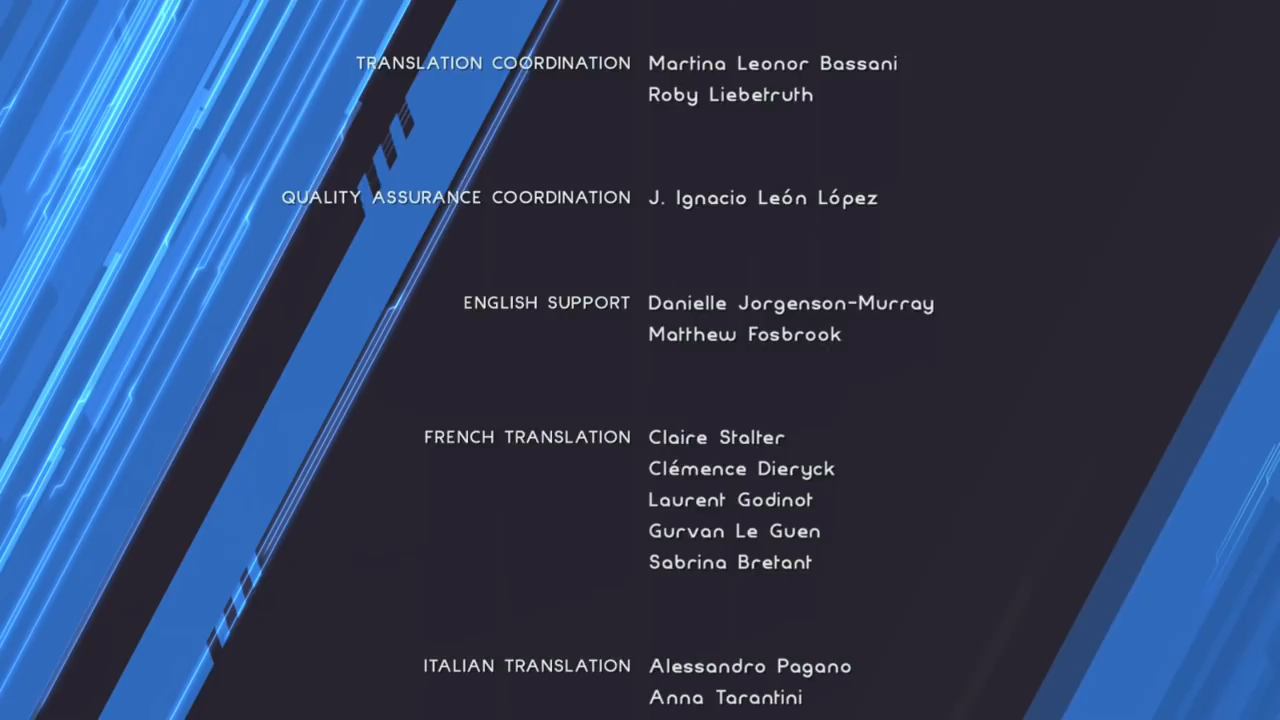 TRANSLATION COORDINATION Martina Leonor Bassani
Roby Liebetruth
QUALITY ASSURANCE COORDINATION J. Ignacio León López
ENGLISH SUPPORT Danielle Jorgenson-Murray
Matthew Fosbrook
FRENCH TRANSLATION Claire Stalter
Clémence Dieryck
Laurent Godinot
Gurvan Le Guen
Sabrina Bretant
ITALIAN TRANSLATION Alessandro Pagano
Anna Tarantini